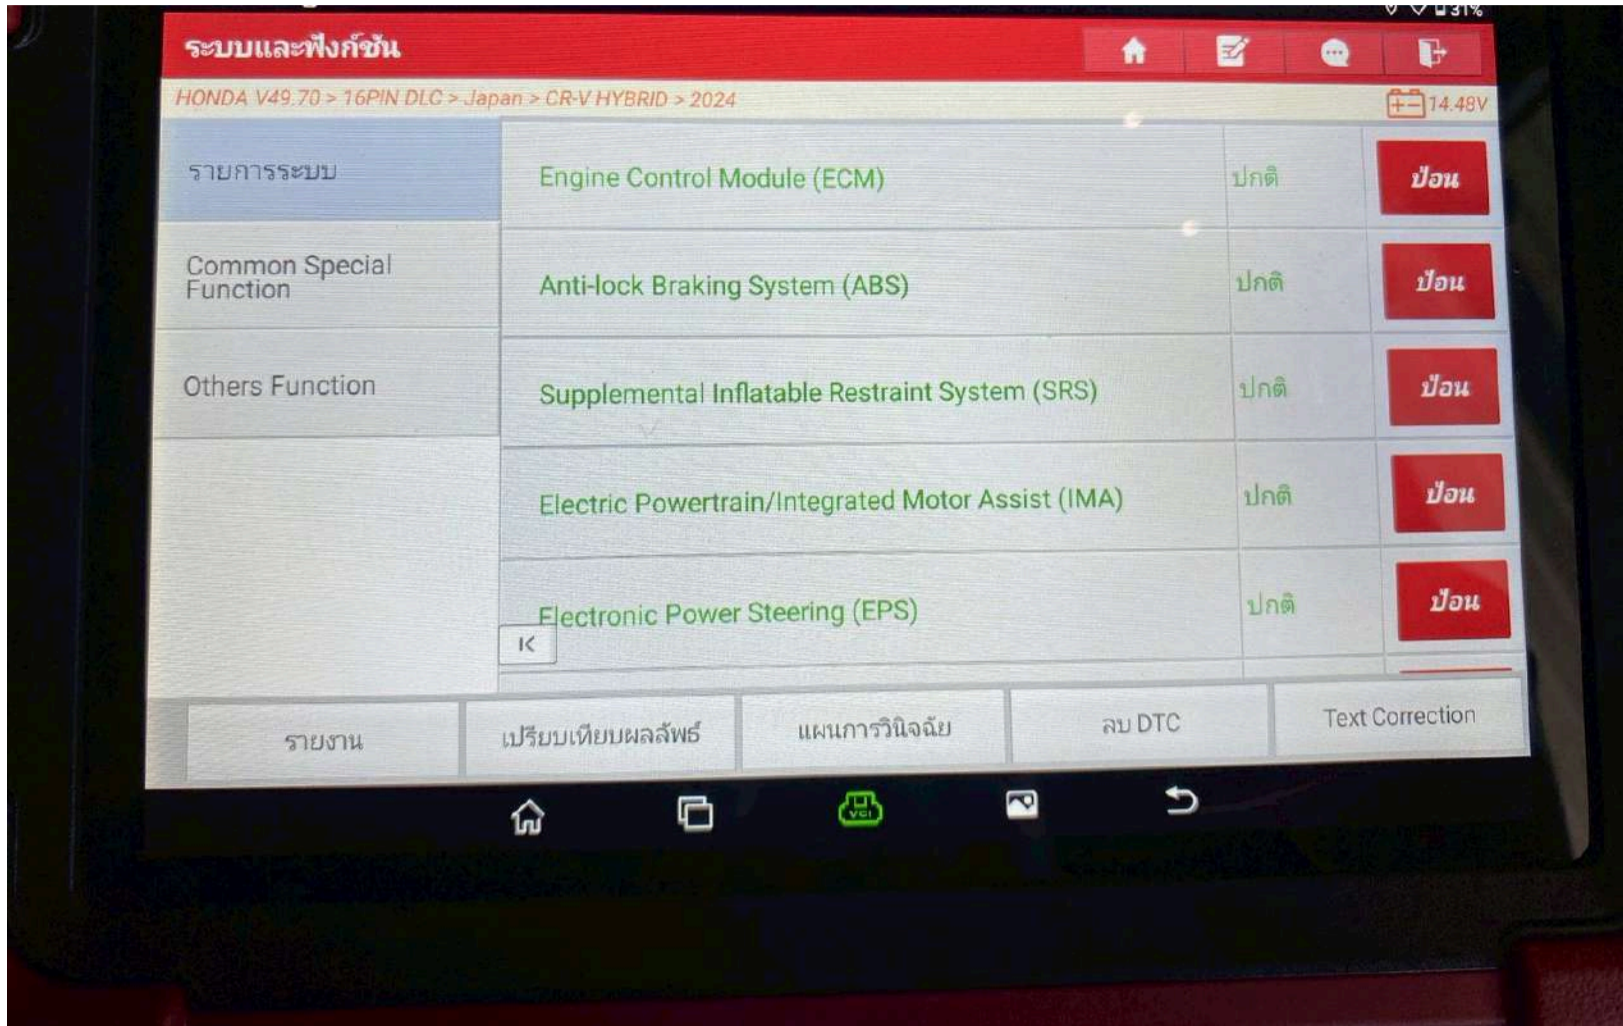 31%
ระบบและฟังก์ชัน
HONDA V49.70 > 16PIN DLC > Japan > CR-V HYBRID > 2024
14.48V
รายการระบบ
Common Special
Function
Others Function
Engine Control Module (ECM)
ปกติ
ป้อน
Anti-lock Braking System (ABS)
ปกติ
ป้อน
Supplemental Inflatable Restraint System (SRS)
ปกติ
ป้อน
Electric Powertrain/Integrated Motor Assist (IMA)
ปกติ
ป้อน
Electronic Power Steering (EPS)
ปกติ
ป้อน
รายงาน
เปรียบเทียบผลลัพธ์
แผนการวินิจฉัย
ลบ DTC
Text Correction
VCI